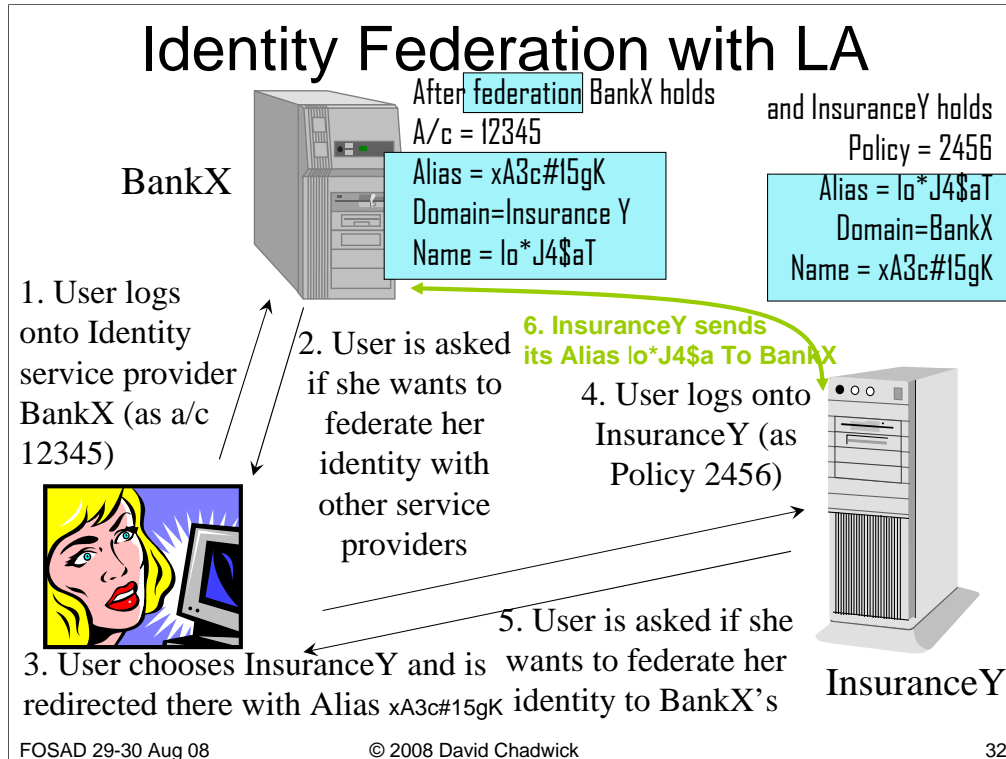 Identity Federation with LA
After federation BankX holds
A/c = 12345
Alias = xA3c#15gK
Domain=Insurance Y
Name = lo*J4$aT
and InsuranceY holds
Policy = 2456
Alias = lo*J4$aT
Domain=BankX
Name = xA3c#15gK
BankX
1. User logs
onto Identity
service provider
BankX (as a/c
12345)
2. User is asked
if she wants to
federate her
identity with
other service
providers
6. InsuranceY sends
its Alias lo*J4$a To BankX
4. User logs onto
InsuranceY (as
Policy 2456)
5. User is asked if she
wants to federate her
identity to BankX's
3. User chooses InsuranceY and is
redirected there with Alias xA3c#15gK
InsuranceY
FOSAD 29-30 Aug 08
© 2008 David Chadwick
32